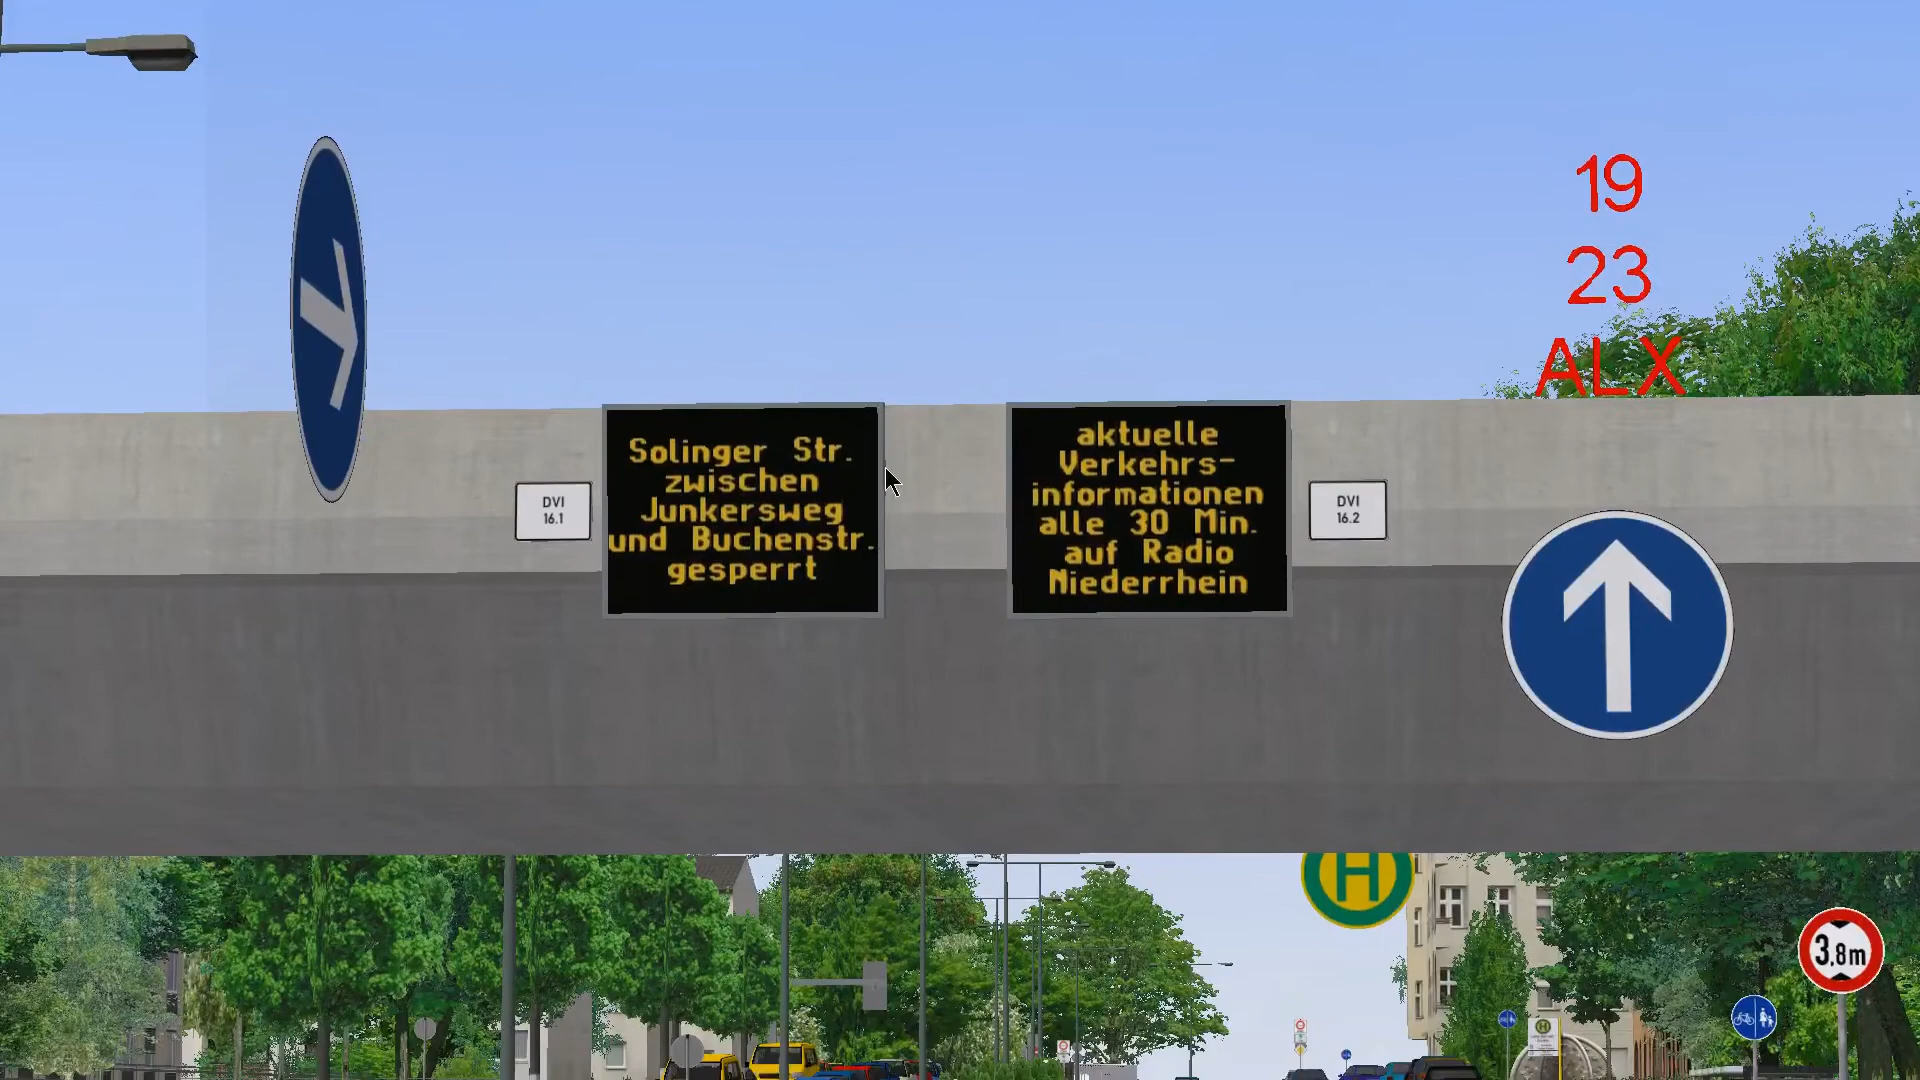 19
23
ALX
Solinger Str.
zwischen
Junkersweg
und Buchenstr.
gesperrt
aktuelle
Verkehrs-
informationen
alle 30 Min.
auf Radio
Niederrhein
DVI
16.1
DVI
16.2
H
3.8m
H